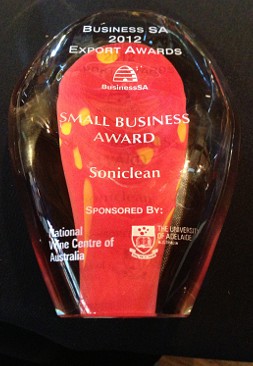 BUSINESS SA
2012
EXPORT AWARDS
BusinessSA
SMALL BUSINESS
AWARD
Soniclean
SPONSORED BY:
National
Wine Centre of
Australia
THE UNIVERSITY
OF ADELAIDE
AUSTRALIA